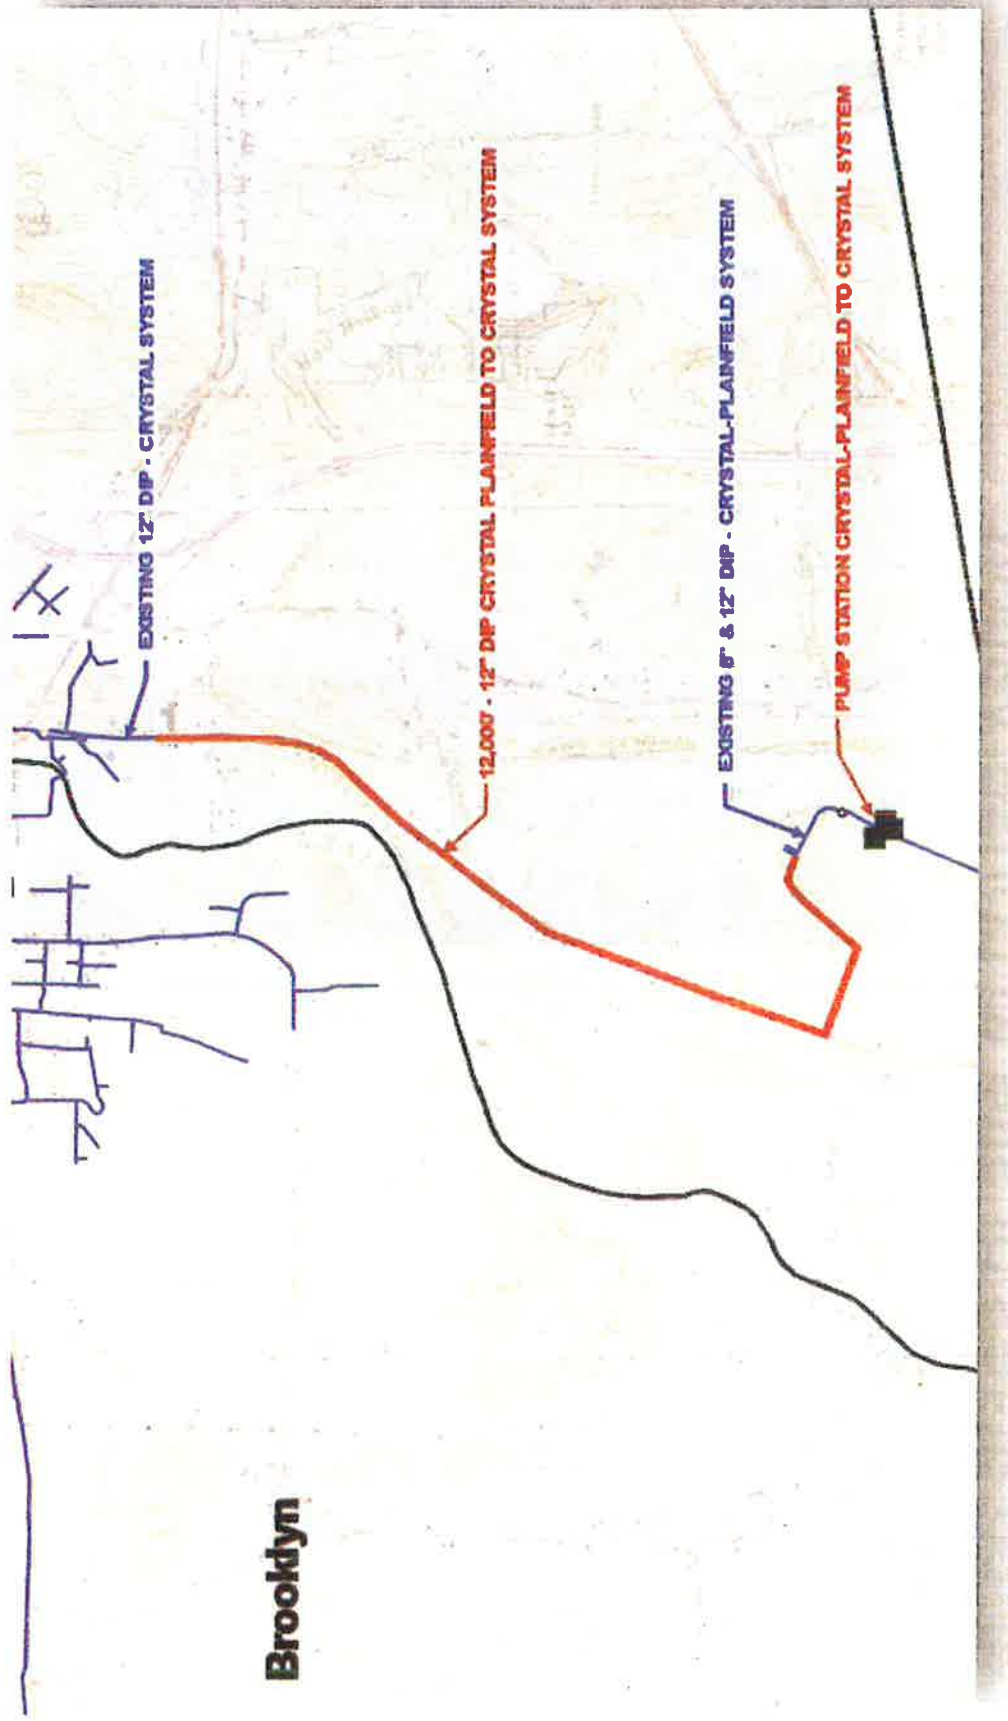 EXISTING 12" DIP - CRYSTAL SYSTEM
12,000' - 12" DIP CRYSTAL PLAINFIELD TO CRYSTAL SYSTEM
EXISTING 8" & 12" DIP - CRYSTAL-PLAINFIELD SYSTEM
PUMP STATION CRYSTAL-PLAINFIELD TO CRYSTAL SYSTEM
Brooklyn